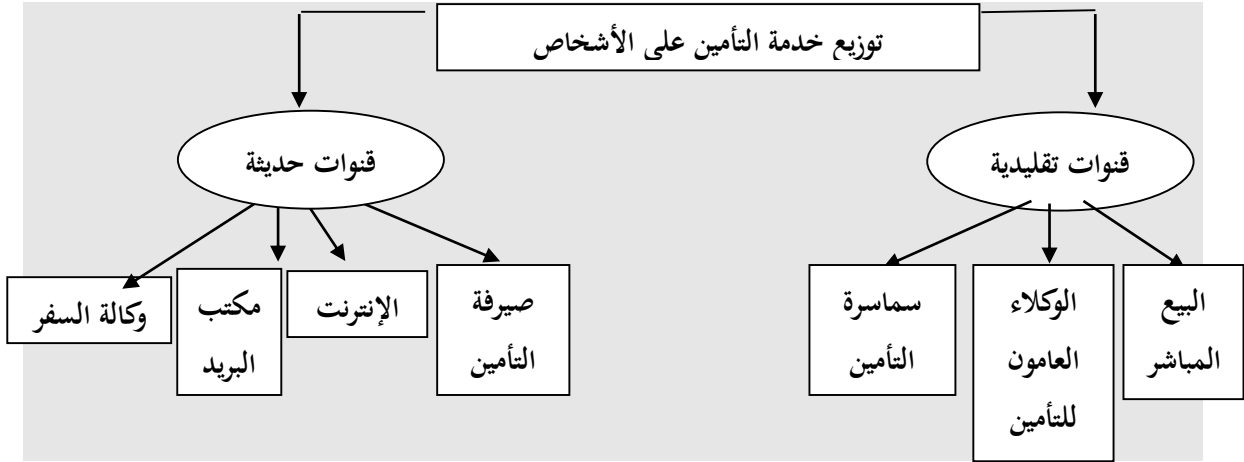 توزيع خدمة التأمين على الأشخاص
قنوات تقليدية
قنوات حديثة
البيع
المباشر
الوكلاء
العامون
للتأمين
سماسرة
التأمين
صيرفة
التأمين
الإنترنت
مكتب
البريد
وكالة السفر